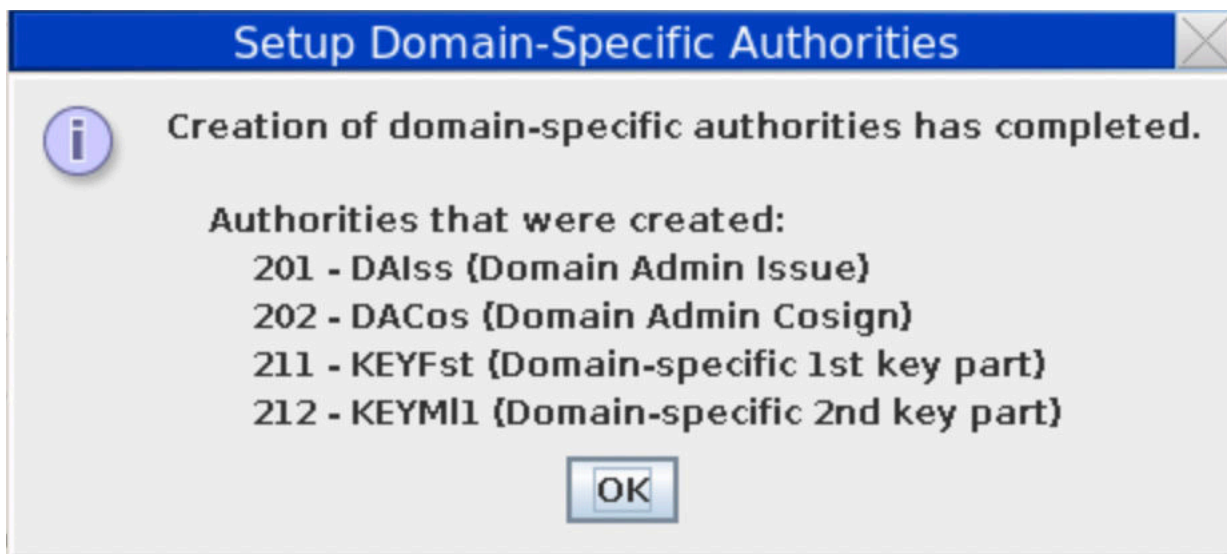 Setup Domain-Specific Authorities
Creation of domain-specific authorities has completed.
Authorities that were created:
201 - DAIss (Domain Admin Issue)
202 - DACos (Domain Admin Cosign)
211 - KEYFst (Domain-specific 1st key part)
212 - KEYMl1 (Domain-specific 2nd key part)
OK